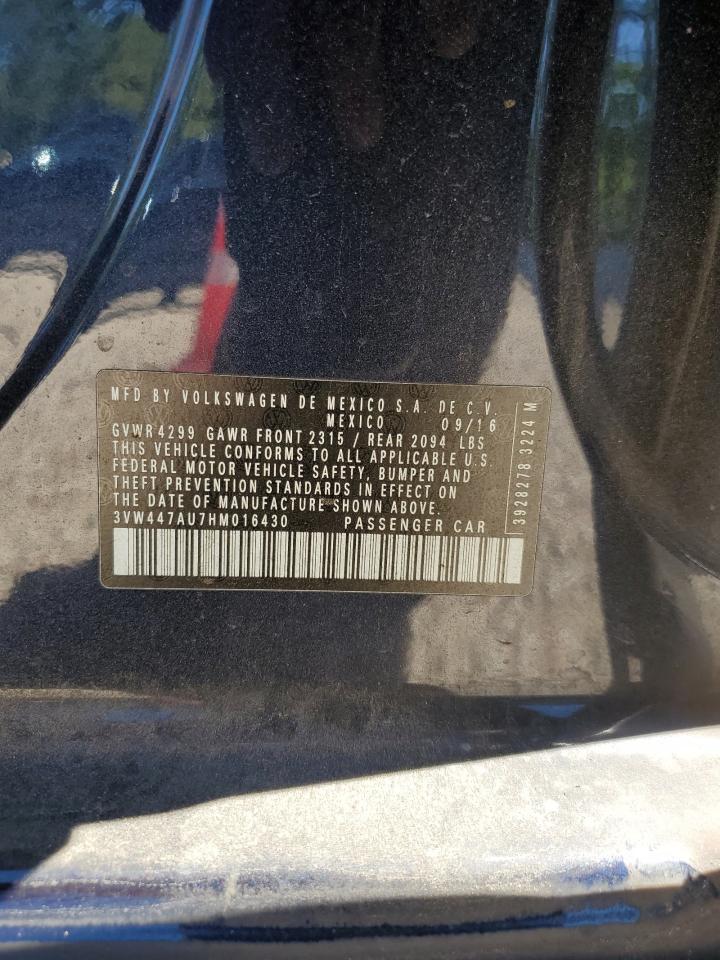 MFD BY VOLKSWAGEN DE MEXICO S.A. DE C.V.
MEXICO 09/16
GVWR 4299 GAWR FRONT 2315 / REAR 2094 LBS
THIS VEHICLE CONFORMS TO ALL APPLICABLE U.S.
FEDERAL MOTOR VEHICLE SAFETY, BUMPER AND
THEFT PREVENTION STANDARDS IN EFFECT ON
THE DATE OF MANUFACTURE SHOWN ABOVE.
3VW447AU7HM016430 PASSENGER CAR
3928278 3224 M